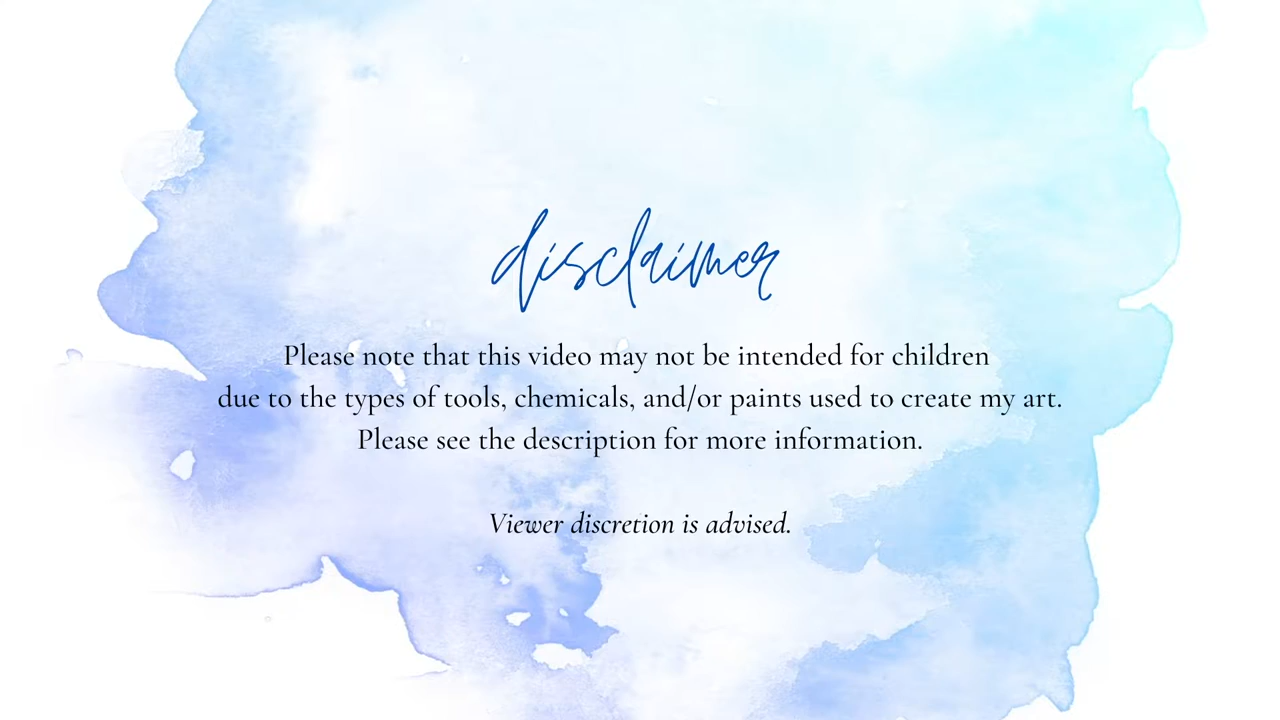 disclaimer
Please note that this video may not be intended for children
due to the types of tools, chemicals, and/or paints used to create my art.
Please see the description for more information.
Viewer discretion is advised.